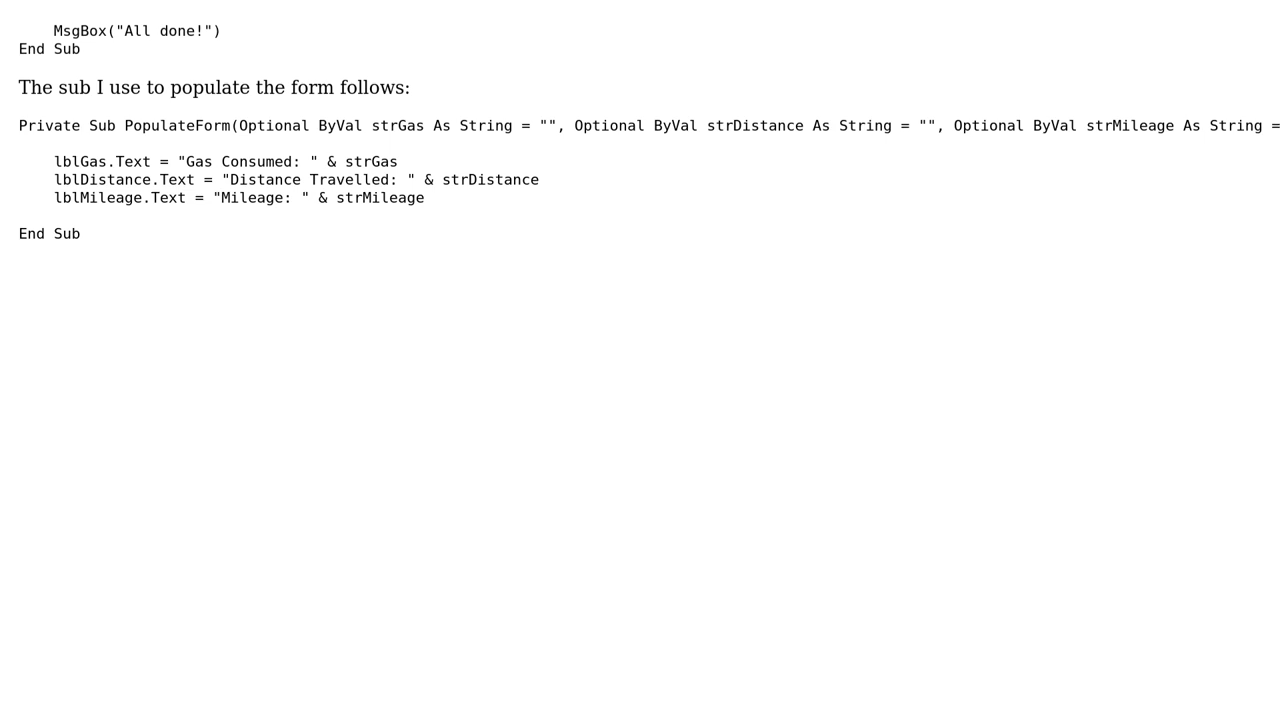 MsgBox("All done!")
End Sub
The sub I use to populate the form follows:
Private Sub PopulateForm(Optional ByVal strGas As String = "", Optional ByVal strDistance As String = "", Optional ByVal strMileage As String =
    lblGas.Text = "Gas Consumed: " & strGas
    lblDistance.Text = "Distance Travelled: " & strDistance
    lblMileage.Text = "Mileage: " & strMileage
End Sub